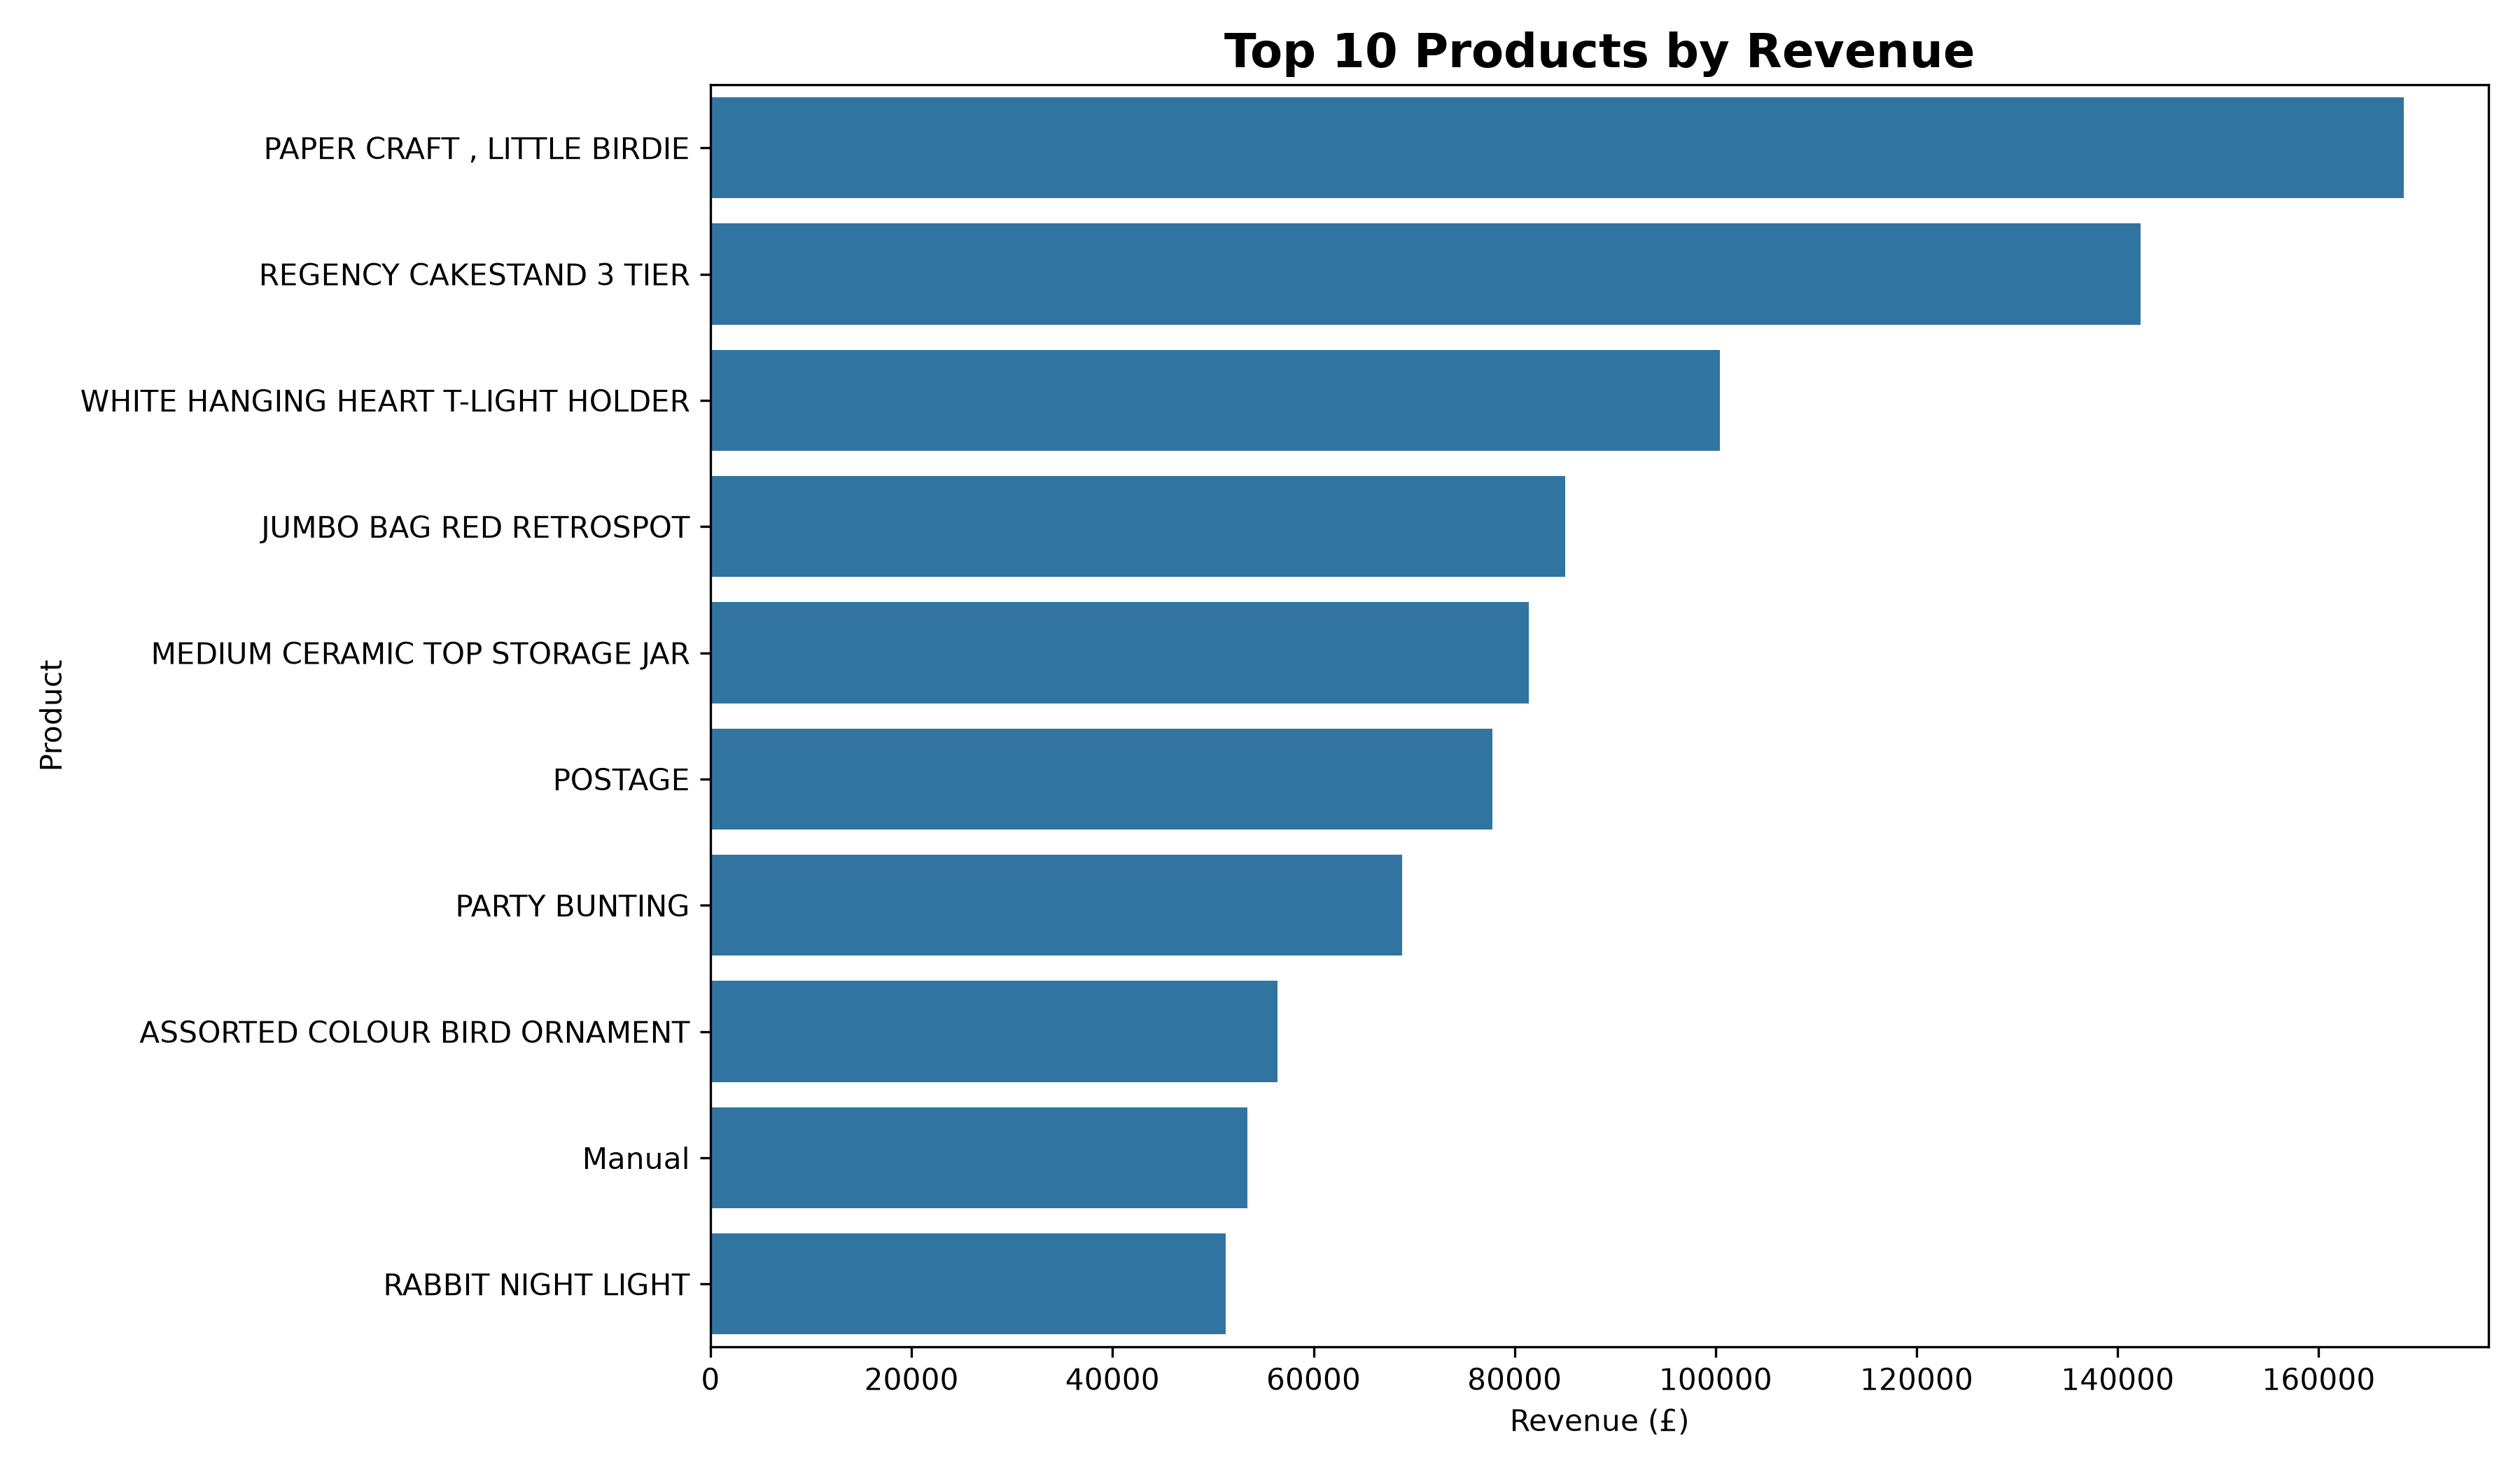 Top 10 Products by Revenue
PAPER CRAFT , LITTLE BIRDIE
REGENCY CAKESTAND 3 TIER
WHITE HANGING HEART T-LIGHT HOLDER
JUMBO BAG RED RETROSPOT
MEDIUM CERAMIC TOP STORAGE JAR
POSTAGE
PARTY BUNTING
ASSORTED COLOUR BIRD ORNAMENT
Manual
RABBIT NIGHT LIGHT
Product
0 20000 40000 60000 80000 100000 120000 140000 160000
Revenue (£)